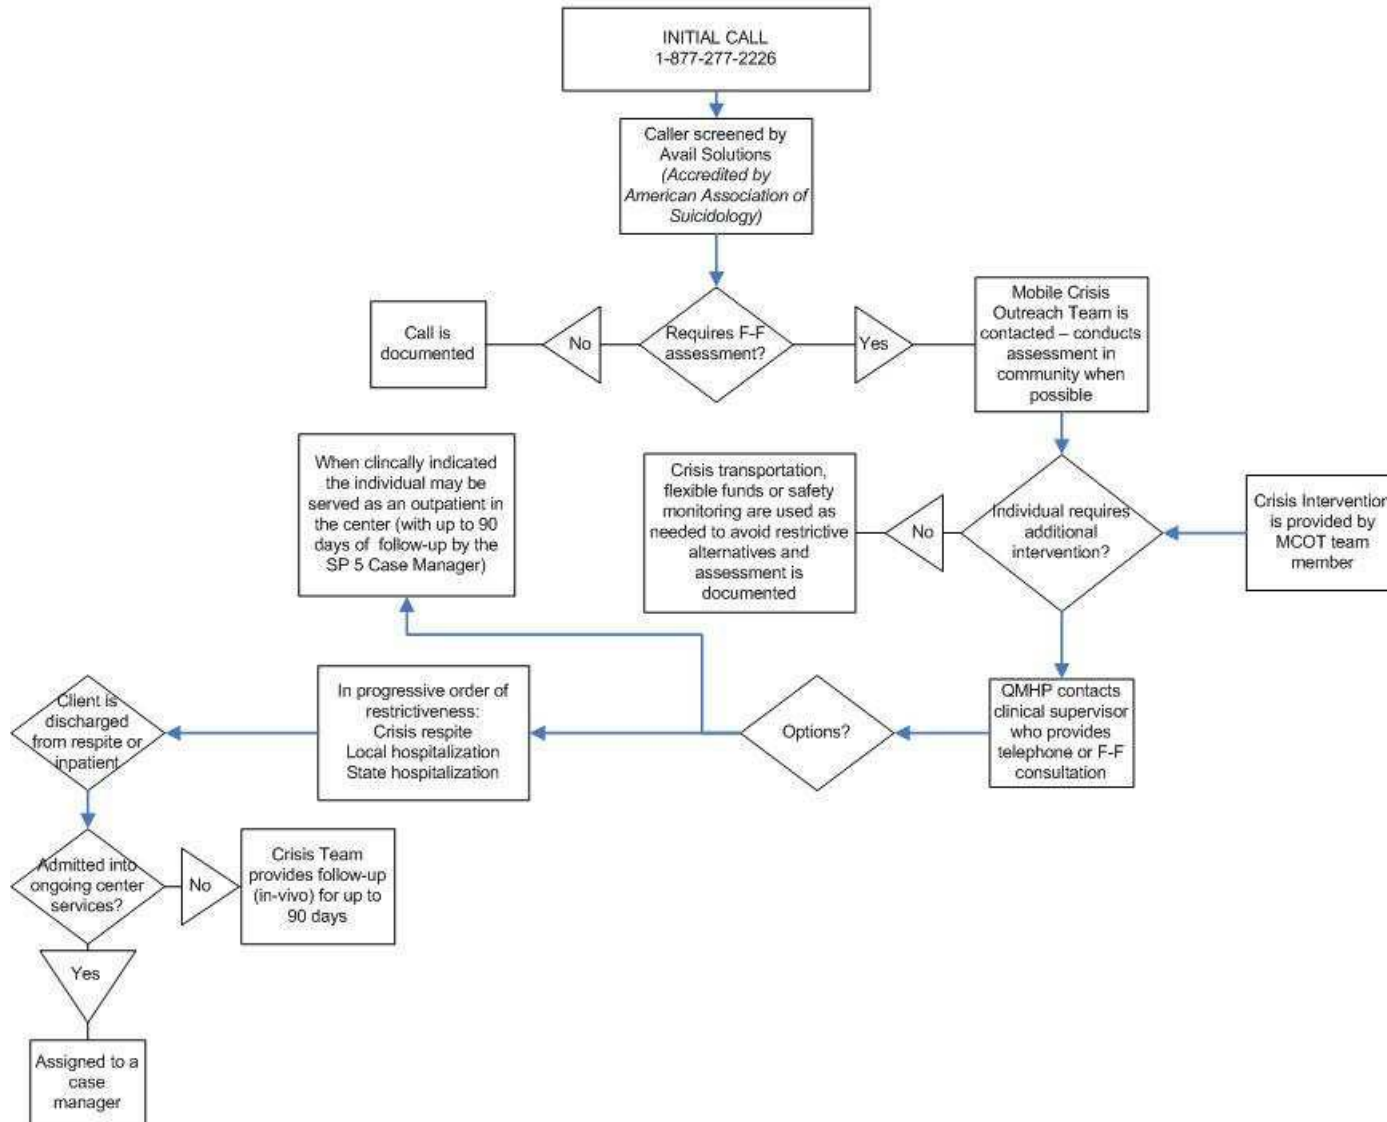 INITIAL CALL
1-877-277-2226
Caller screened by
Avail Solutions
(Accredited by
American Association of
Suicidology)
Requires F-F
assessment?
No
Call is
documented
Yes
Mobile Crisis
Outreach Team is
contacted – conducts
assessment in
community when
possible
Individual requires
additional
intervention?
Crisis Intervention
is provided by
MCOT team
member
No
Crisis transportation,
flexible funds or safety
monitoring are used as
needed to avoid restrictive
alternatives and
assessment is
documented
When clincally indicated
the individual may be
served as an outpatient in
the center (with up to 90
days of follow-up by the
SP 5 Case Manager)
QMHP contacts
clinical supervisor
who provides
telephone or F-F
consultation
Options?
In progressive order of
restrictiveness:
Crisis respite
Local hospitalization
State hospitalization
Client is
discharged
from respite or
inpatient
Admitted into
ongoing center
services?
No
Crisis Team
provides follow-up
(in-vivo) for up to
90 days
Yes
Assigned to a
case
manager